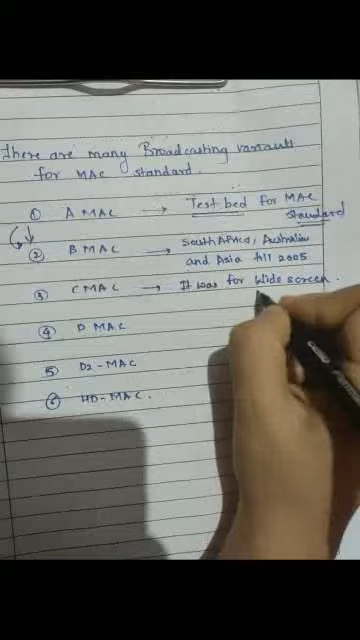 There are many Broadcasting variants
for MAC standard.
① A MAC → Test bed for MAC
standard
② B MAC → South Africa, Australia
and Asia till 2005
③ C MAC → It was for Wide screen.
④ D MAC
⑤ D2-MAC
⑥ HD-MAC.